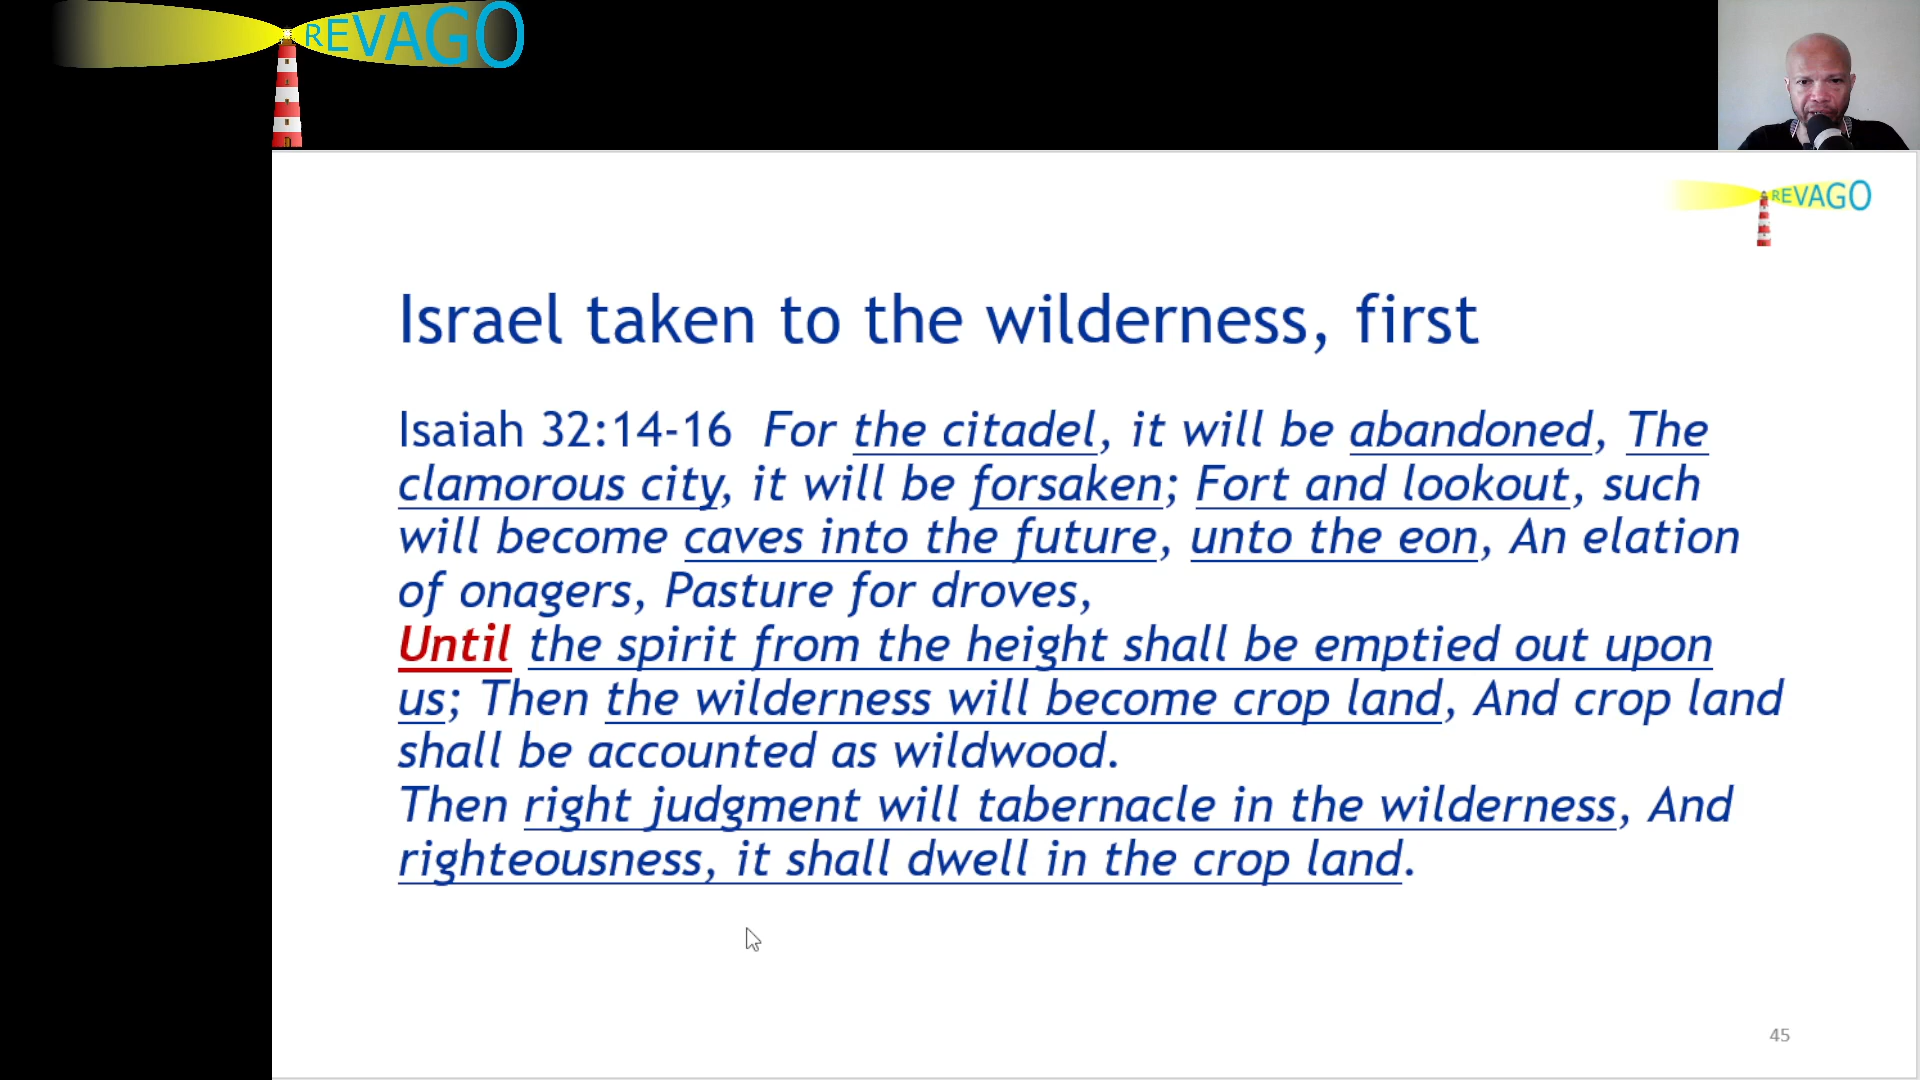 REVAGO
REVAGO
Israel taken to the wilderness, first
Isaiah 32:14-16 For the citadel, it will be abandoned, The
clamorous city, it will be forsaken; Fort and lookout, such
will become caves into the future, unto the eon, An elation
of onagers, Pasture for droves,
Until the spirit from the height shall be emptied out upon
us; Then the wilderness will become crop land, And crop land
shall be accounted as wildwood.
Then right judgment will tabernacle in the wilderness, And
righteousness, it shall dwell in the crop land.
45